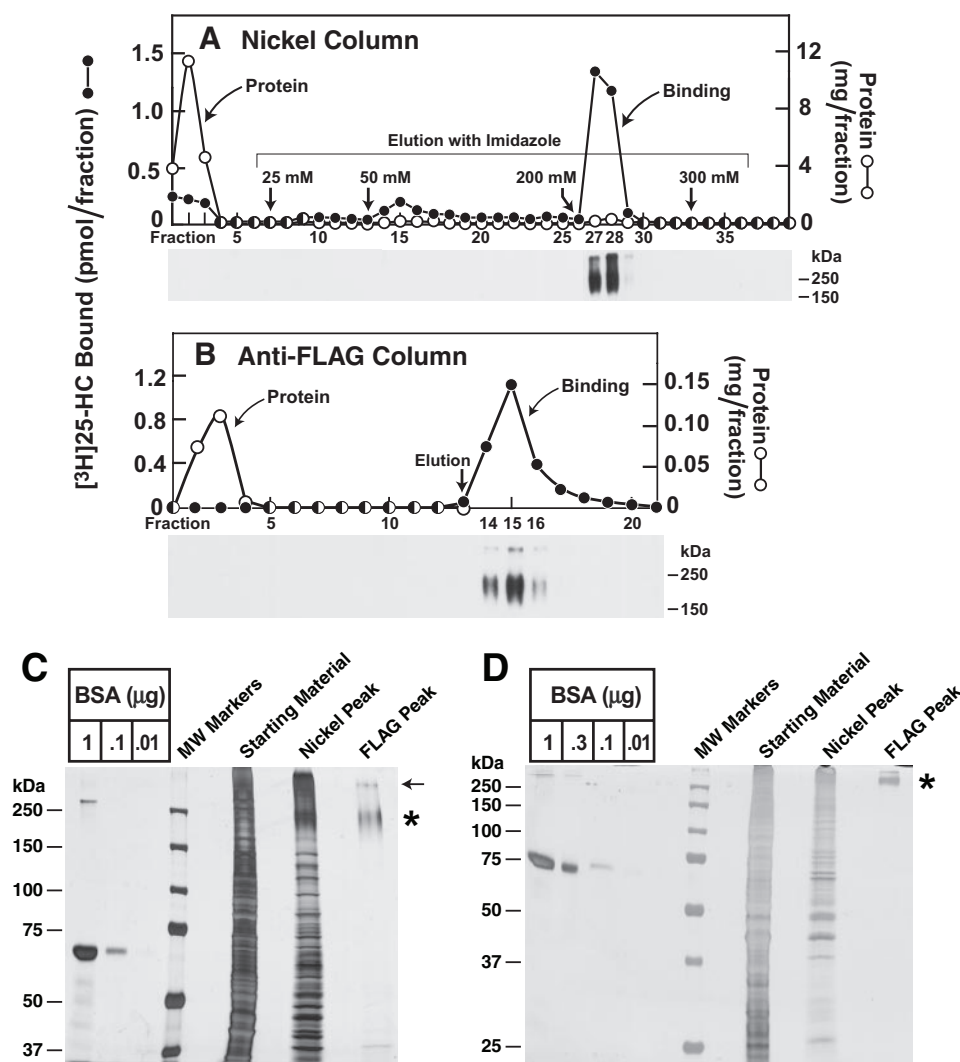 A Nickel Column
[³H]25-HC Bound (pmol/fraction)
Protein (mg/fraction)
1.5
1.0
0.5
0
12
8
4
0
Protein
Binding
Elution with Imidazole
25 mM
50 mM
200 mM
300 mM
Fraction 5 10 15 20 25 27 28 30 35
kDa
250
150
B Anti-FLAG Column
1.2
0.8
0.4
0
0.15
0.10
0.05
0
Protein (mg/fraction)
Protein
Binding
Elution
Fraction 5 10 14 15 16 20
kDa
250
150
C
BSA (µg)
1 .1 .01
MW Markers
Starting Material
Nickel Peak
FLAG Peak
kDa
250
150
100
75
50
37
*
D
BSA (µg)
1 .3 .1 .01
MW Markers
Starting Material
Nickel Peak
FLAG Peak
kDa
250
150
100
75
50
37
25
*